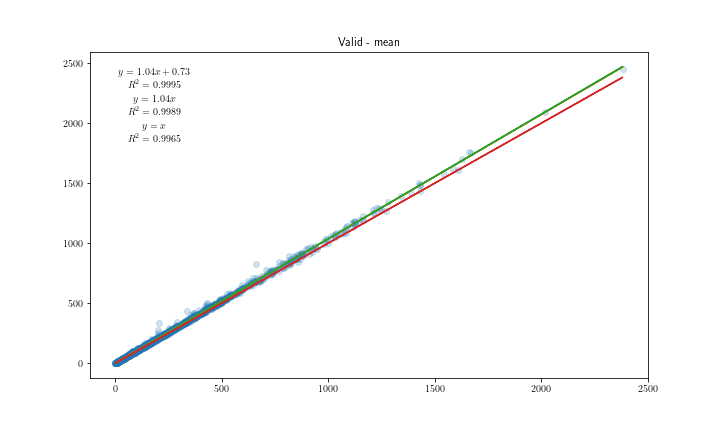 Valid - mean
y = 1.04x + 0.73
R² = 0.9995
y = 1.04x
R² = 0.9989
y = x
R² = 0.9965
2500
2000
1500
1000
500
0
0 500 1000 1500 2000 2500